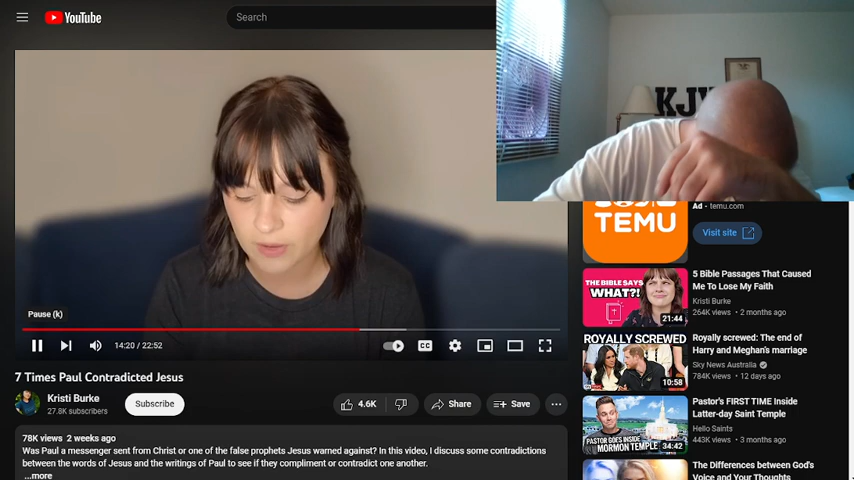 YouTube
Search
KJV
TEMU
Ad - temu.com
Visit site
Pause (k)
14:20 / 22:52
CC
7 Times Paul Contradicted Jesus
Kristi Burke
27.8K subscribers
Subscribe
4.6K
Share
Save
78K views 2 weeks ago
Was Paul a messenger sent from Christ or one of the false prophets Jesus warned against? In this video, I discuss some contradictions
between the words of Jesus and the writings of Paul to see if they compliment or contradict one another.
...more
THE BIBLE SAYS
WHAT?!
21:44
5 Bible Passages That Caused
Me To Lose My Faith
Kristi Burke
264K views • 2 months ago
ROYALLY SCREWED
10:58
Royally screwed: The end of
Harry and Meghan's marriage
Sky News Australia
784K views • 12 days ago
PASTOR GOES INSIDE
MORMON TEMPLE
34:42
Pastor's FIRST TIME Inside
Latter-day Saint Temple
Hello Saints
443K views • 3 months ago
The Differences between God's
Voice and Your Thoughts